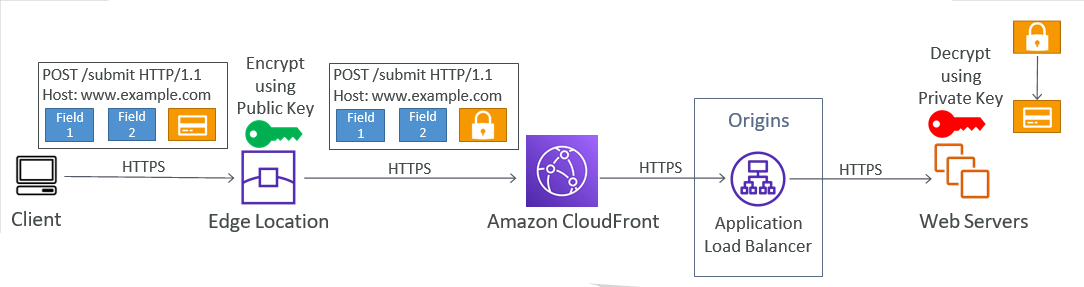 POST /submit HTTP/1.1
Host: www.example.com
Field 1
Field 2
Encrypt
using
Public Key
POST /submit HTTP/1.1
Host: www.example.com
Field 1
Field 2
Decrypt
using
Private Key
Origins
HTTPS
HTTPS
HTTPS
HTTPS
Client
Edge Location
Amazon CloudFront
Application
Load Balancer
Web Servers